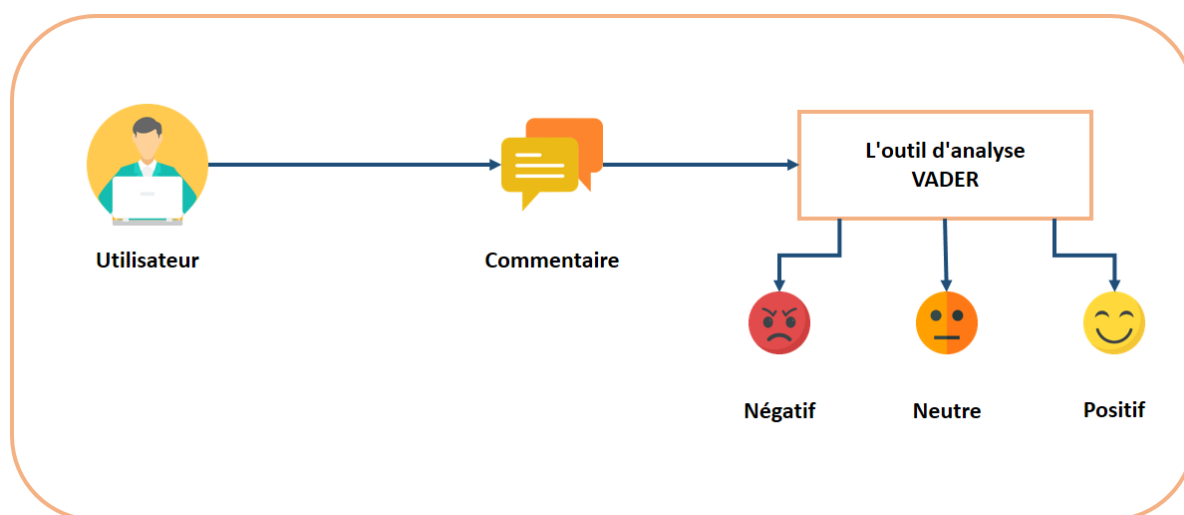 L'outil d'analyse
VADER
Utilisateur
Commentaire
Négatif
Neutre
Positif